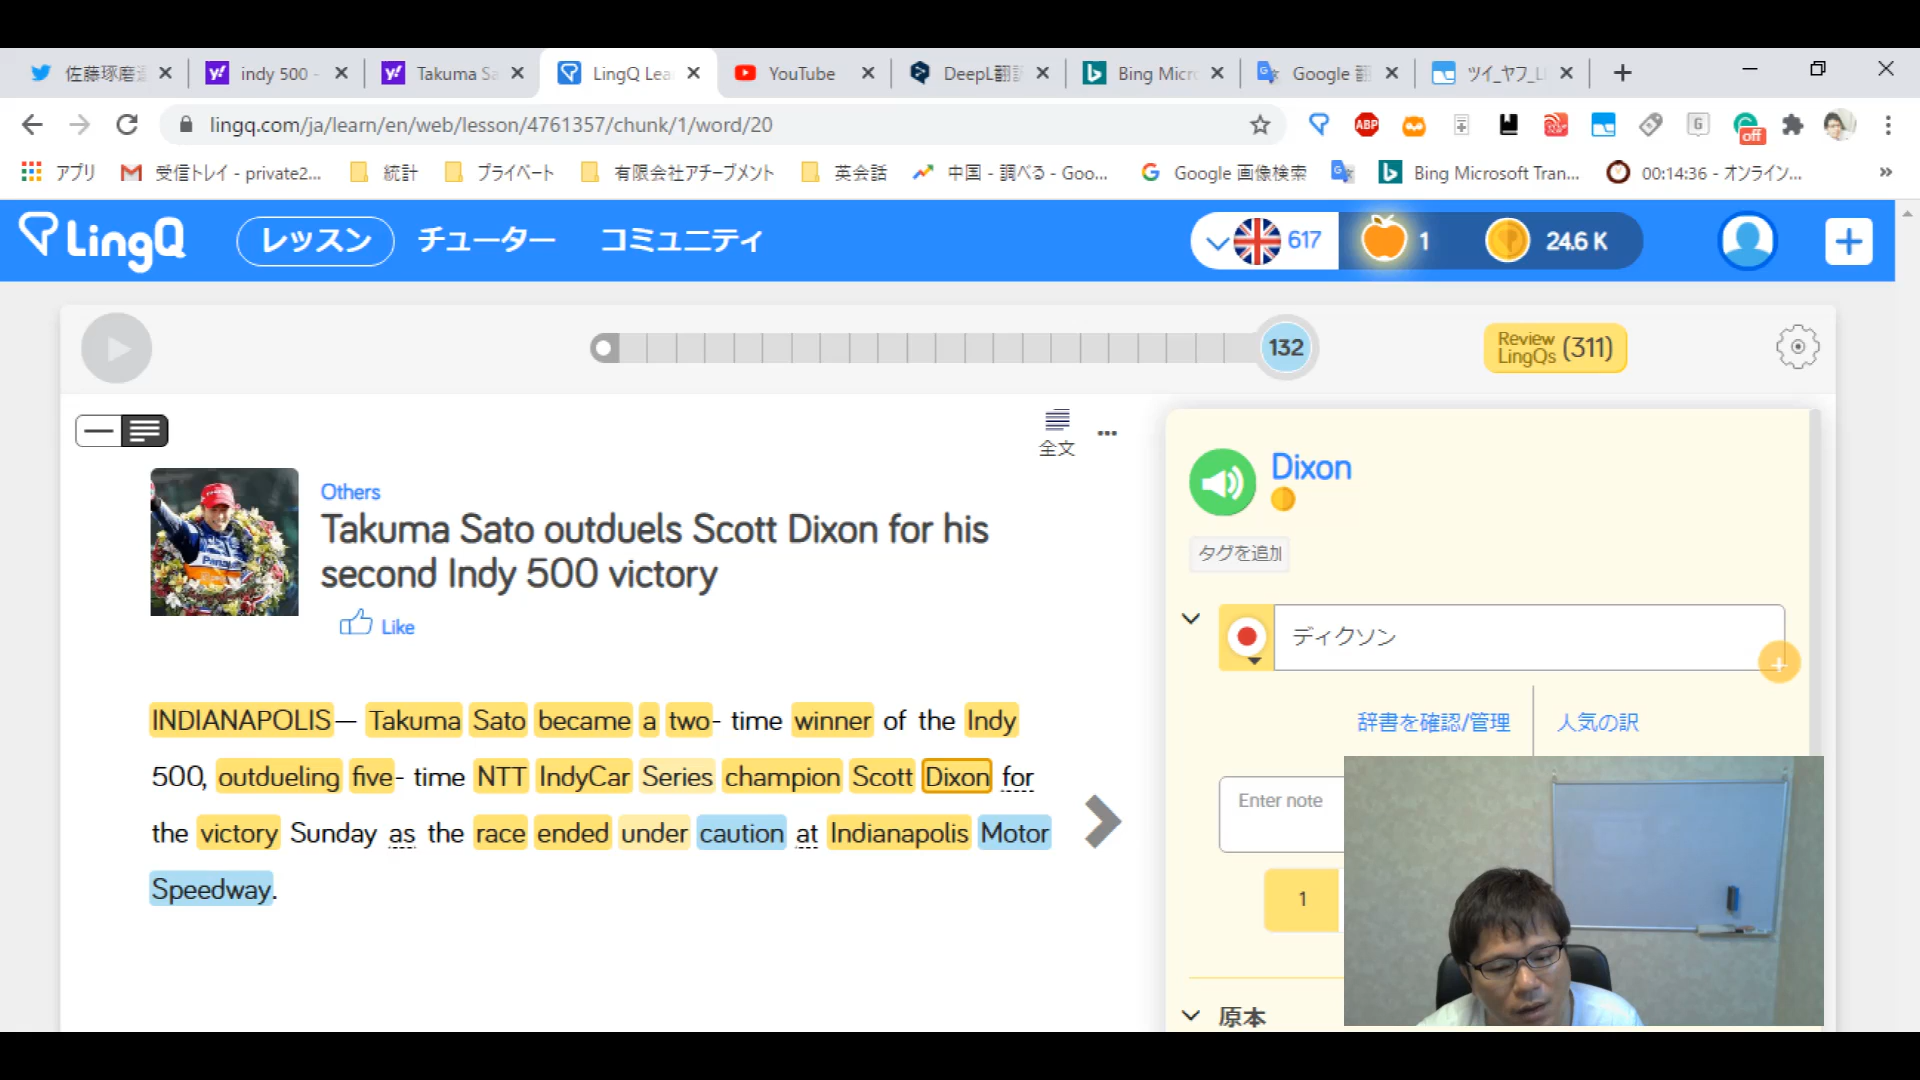 佐藤琢磨
indy 500 -
Takuma Sa
LingQ Lea
YouTube
DeepL翻訳
Bing Micr
Google 翻
ツイ_ヤフ_L
lingq.com/ja/learn/en/web/lesson/4761357/chunk/1/word/20
ABP
G
off
アプリ
受信トレイ - private2...
統計
プライベート
有限会社アチーブメント
英会話
中国 - 調べる - Goo...
Google 画像検索
Bing Microsoft Tran...
00:14:36 - オンライン...
LingQ
レッスン
チューター
コミュニティ
617
1
24.6 K
132
Review LingQs (311)
全文
Others
Takuma Sato outduels Scott Dixon for his
second Indy 500 victory
Like
INDIANAPOLIS— Takuma Sato became a two- time winner of the Indy
500, outdueling five- time NTT IndyCar Series champion Scott Dixon for
the victory Sunday as the race ended under caution at Indianapolis Motor
Speedway.
Dixon
タグを追加
ディクソン
辞書を確認/管理
人気の訳
Enter note
1
原本